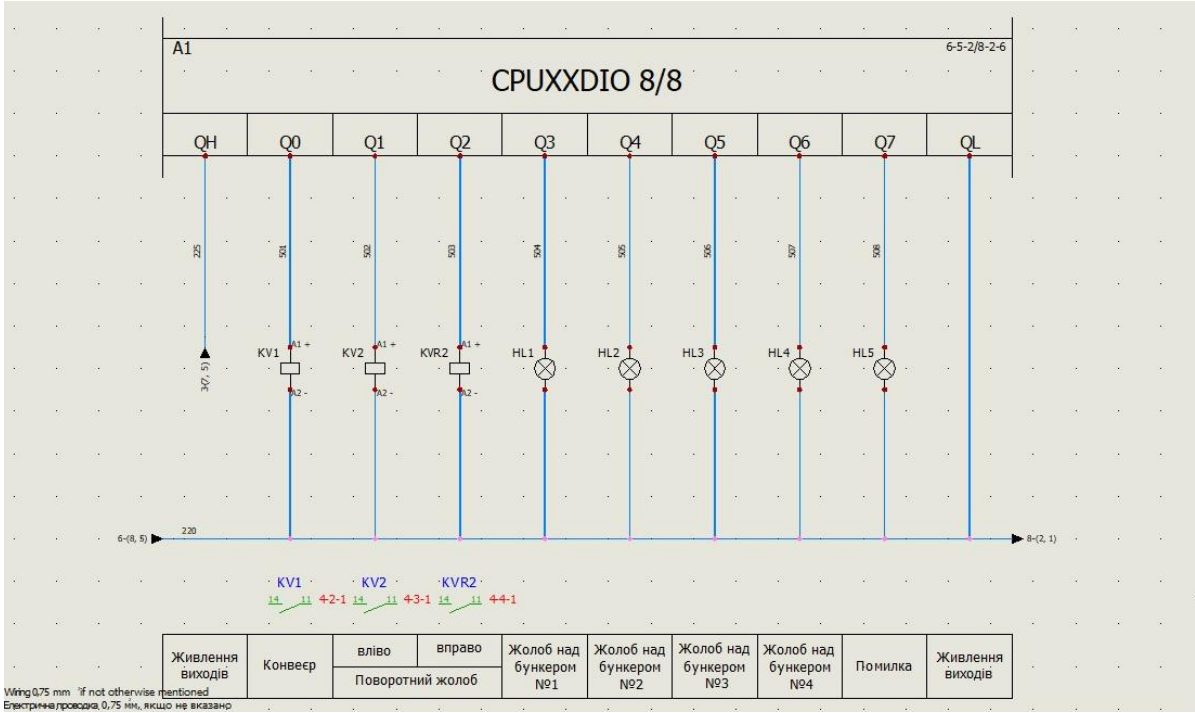 A1
6-5-2/8-2-6
CPUXXDIO 8/8
QH Q0 Q1 Q2 Q3 Q4 Q5 Q6 Q7 QL
225 501 502 503 504 505 506 507 508
A1 + A1 + A1 +
KV1 KV2 KVR2 HL1 HL2 HL3 HL4 HL5
3-(7, 5)
A2 - A2 - A2 -
220
6-(8, 5) 8-(2, 1)
KV1 KV2 KVR2
14 11 4-2-1 14 11 4-3-1 14 11 4-4-1
Живлення
виходів
Конвеєр
вліво
вправо
Поворотний жолоб
Жолоб над
бункером
№1
Жолоб над
бункером
№2
Жолоб над
бункером
№3
Жолоб над
бункером
№4
Помилка
Живлення
виходів
Wiring 0,75 mm if not otherwise mentioned
Електрична проводка 0,75 мм, якщо не вказано